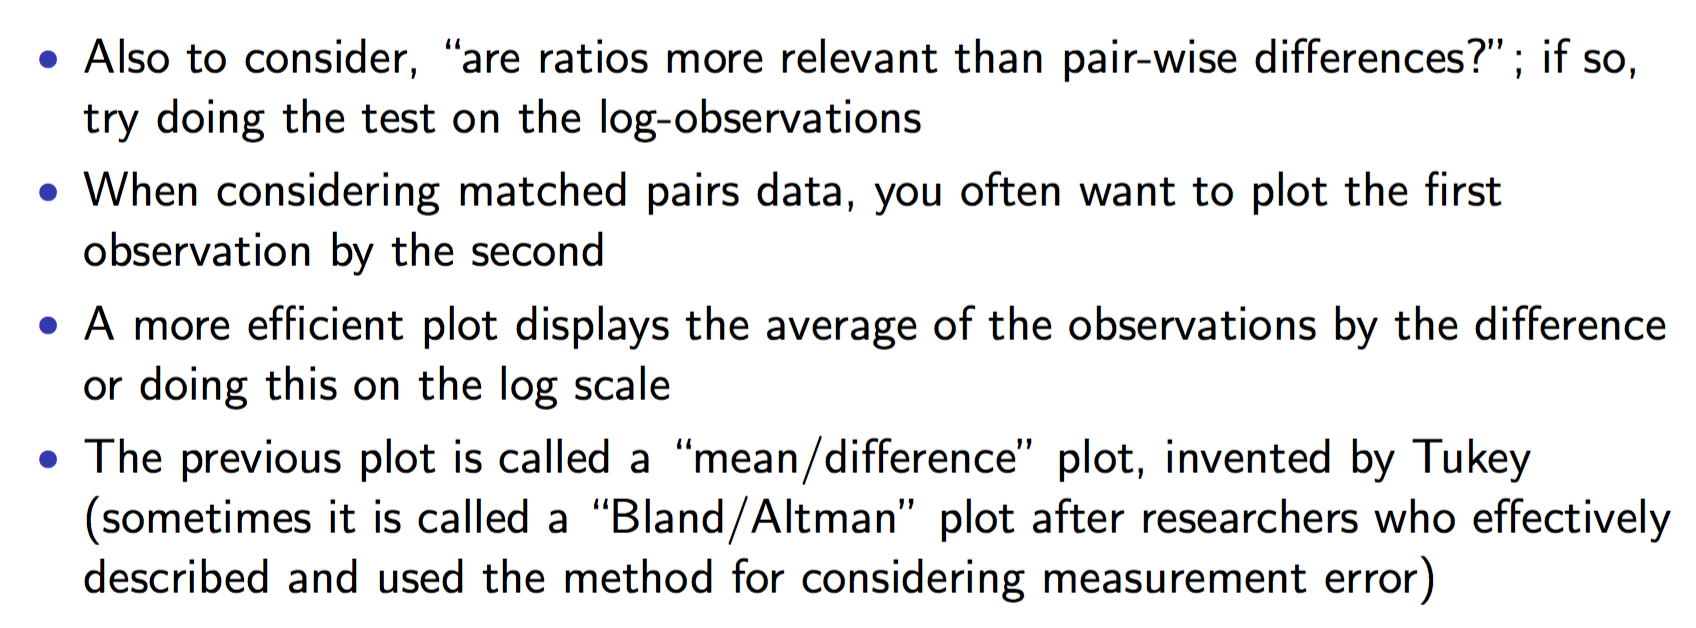 • Also to consider, “are ratios more relevant than pair-wise differences?”; if so,
try doing the test on the log-observations
• When considering matched pairs data, you often want to plot the first
observation by the second
• A more efficient plot displays the average of the observations by the difference
or doing this on the log scale
• The previous plot is called a “mean/difference” plot, invented by Tukey
(sometimes it is called a “Bland/Altman” plot after researchers who effectively
described and used the method for considering measurement error)